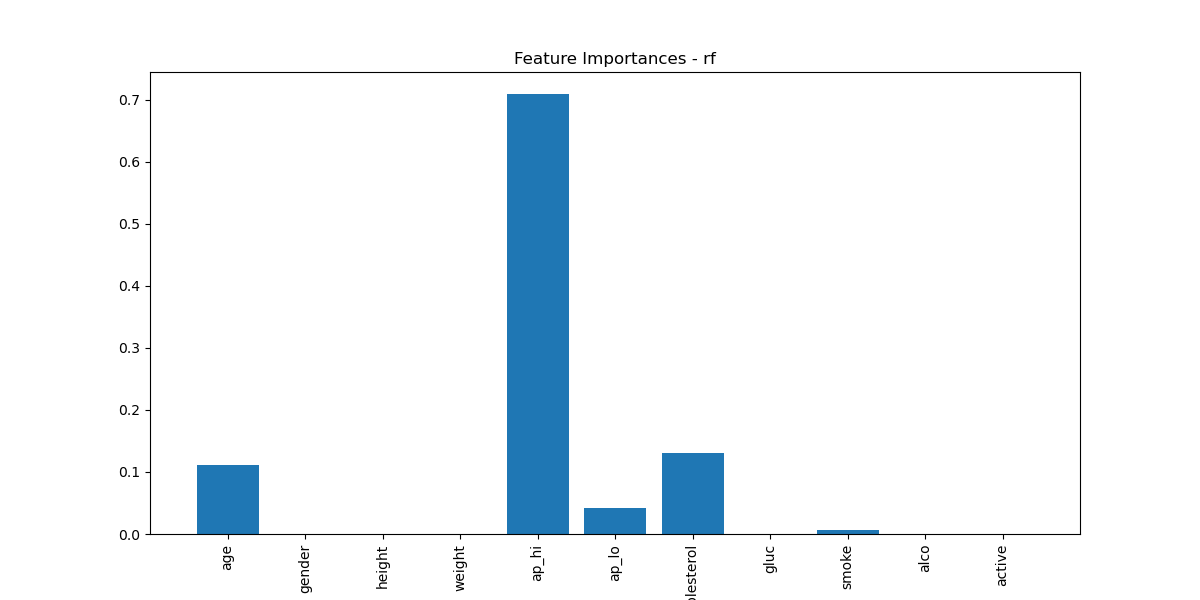 Feature Importances - rf
0.7
0.6
0.5
0.4
0.3
0.2
0.1
0.0
age
gender
height
weight
ap_hi
ap_lo
olesterol
gluc
smoke
alco
active